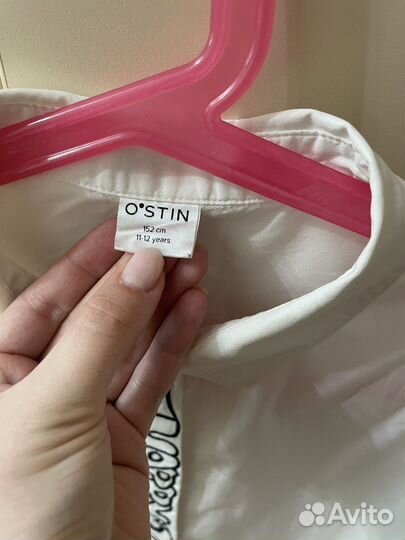 O'STIN
152 cm
11-12 years
Avito